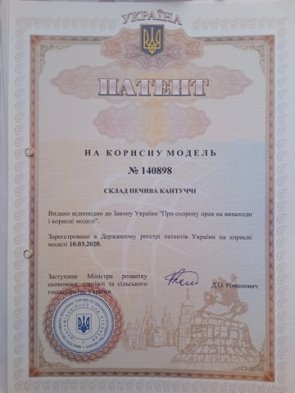 УКРАЇНА
ПАТЕНТ
НА КОРИСНУ МОДЕЛЬ
№ 140898
СКЛАД ПЕЧИВА КАНТУЧЧІ
Видано відповідно до Закону України "Про охорону прав на винаходи
і корисні моделі".
Зареєстровано в Державному реєстрі патентів України на корисні
моделі 10.03.2020.
Заступник Міністра розвитку
економіки, торгівлі та сільського
господарства України
Д.О. Романович